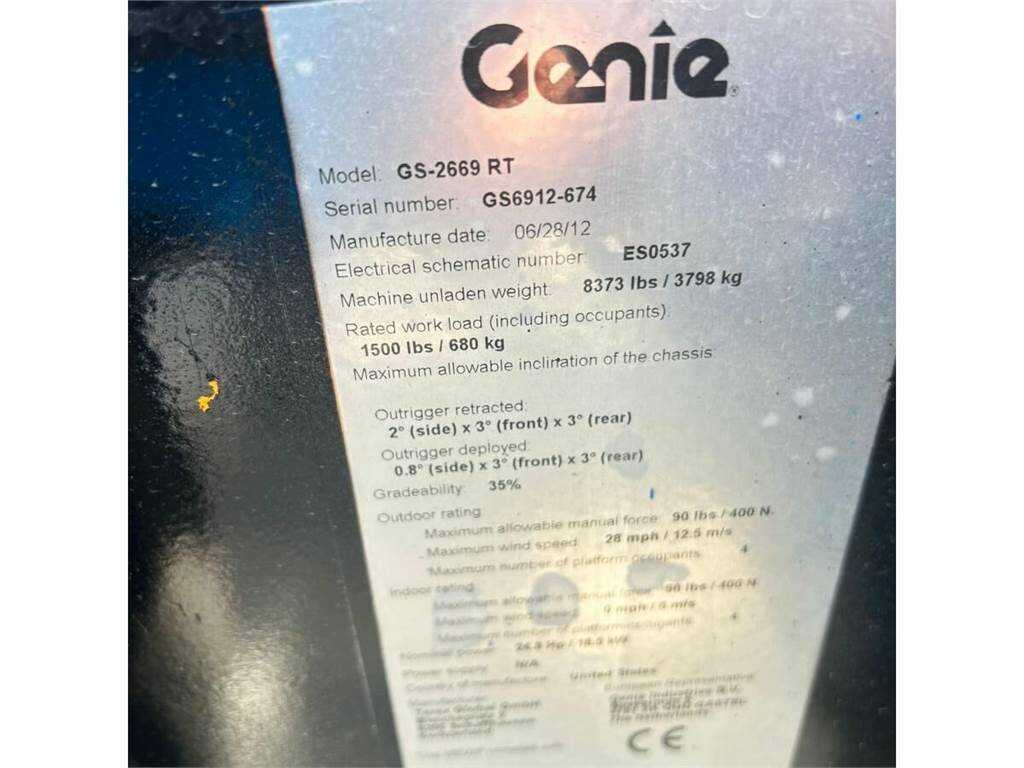 Genie®
Model: GS-2669 RT
Serial number: GS6912-674
Manufacture date: 06/28/12
Electrical schematic number: ES0537
Machine unladen weight: 8373 lbs / 3798 kg
Rated work load (including occupants):
1500 lbs / 680 kg
Maximum allowable inclination of the chassis:
Outrigger retracted:
2° (side) x 3° (front) x 3° (rear)
Outrigger deployed:
0.8° (side) x 3° (front) x 3° (rear)
Gradeability: 35%
Outdoor rating:
Maximum allowable manual force: 90 lbs / 400 N
Maximum wind speed: 28 mph / 12.5 m/s
Maximum number of platform occupants: 4
Indoor rating:
Maximum allowable manual force: 90 lbs / 400 N
Maximum wind speed: 0 mph / 0 m/s
Maximum number of platform occupants: 4
Nominal power:
Power supply: N/A
Country of manufacture: United States
Manufacturer: European Representative:
Terex Global GmbH Genie Industries B.V.
Switzerland The Netherlands
CE